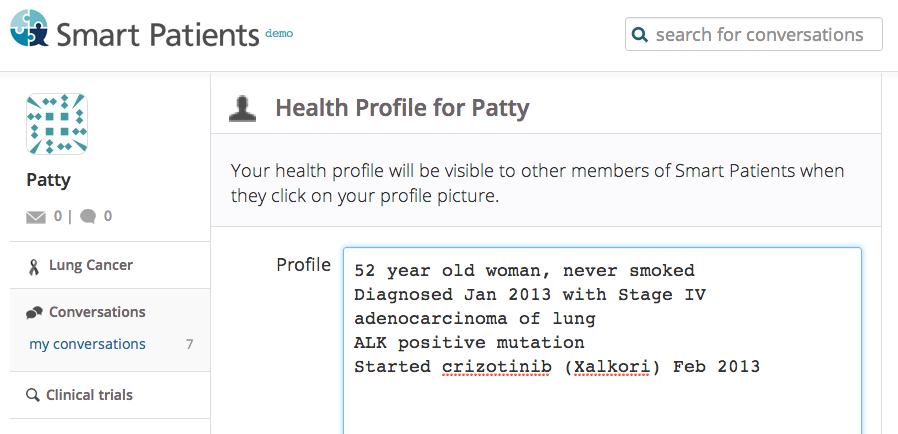 Smart Patients demo
search for conversations
Patty
0 | 0
Lung Cancer
Conversations
my conversations 7
Clinical trials
Health Profile for Patty
Your health profile will be visible to other members of Smart Patients when
they click on your profile picture.
Profile
52 year old woman, never smoked
Diagnosed Jan 2013 with Stage IV
adenocarcinoma of lung
ALK positive mutation
Started crizotinib (Xalkori) Feb 2013